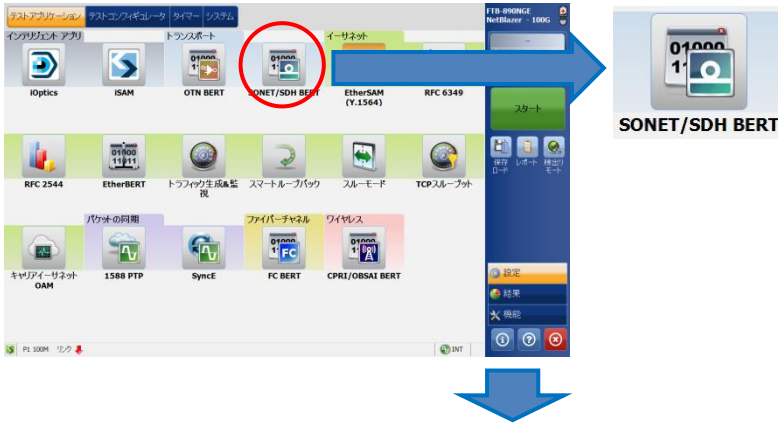 テストアプリケーション テストコンフィギュレータ タイマー システム
FTB-890NGE
NetBlazer - 100G
インテリジェント アプリ トランスポート イーサネット
iOptics iSAM OTN BERT SONET/SDH BERT EtherSAM (Y.1564) RFC 6349
SONET/SDH BERT
スタート
保存 ロード レポート
RFC 2544 EtherBERT トラフィック生成&監視 スマートループバック スルーモード TCPスループット
パケットの同期 ファイバーチャネル ワイヤレス
キャリアイーサネット OAM 1588 PTP SyncE FC BERT CPRI/OBSAI BERT
設定
結果
機能
P1 100M リンク INT